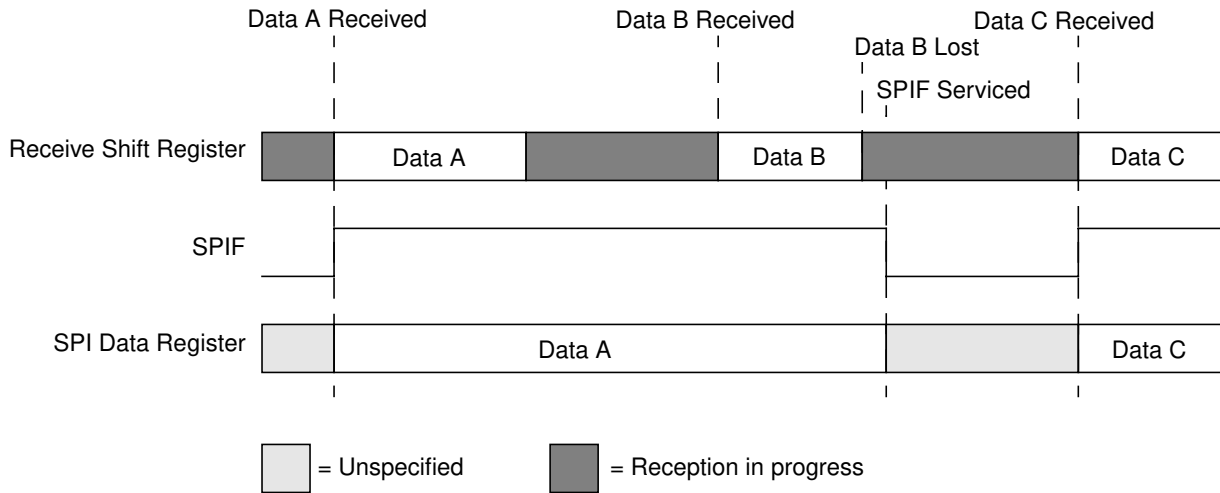 Data A Received
Data B Received
Data C Received
Data B Lost
SPIF Serviced
Receive Shift Register
Data A
Data B
Data C
SPIF
SPI Data Register
Data A
Data C
= Unspecified
= Reception in progress